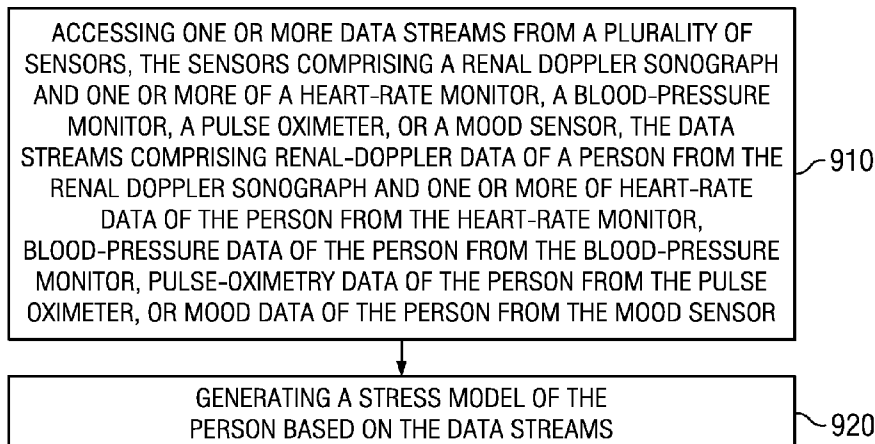 ACCESSING ONE OR MORE DATA STREAMS FROM A PLURALITY OF
SENSORS, THE SENSORS COMPRISING A RENAL DOPPLER SONOGRAPH
AND ONE OR MORE OF A HEART-RATE MONITOR, A BLOOD-PRESSURE
MONITOR, A PULSE OXIMETER, OR A MOOD SENSOR, THE DATA
STREAMS COMPRISING RENAL-DOPPLER DATA OF A PERSON FROM THE
RENAL DOPPLER SONOGRAPH AND ONE OR MORE OF HEART-RATE
DATA OF THE PERSON FROM THE HEART-RATE MONITOR,
BLOOD-PRESSURE DATA OF THE PERSON FROM THE BLOOD-PRESSURE
MONITOR, PULSE-OXIMETRY DATA OF THE PERSON FROM THE PULSE
OXIMETER, OR MOOD DATA OF THE PERSON FROM THE MOOD SENSOR
910
GENERATING A STRESS MODEL OF THE
PERSON BASED ON THE DATA STREAMS
920